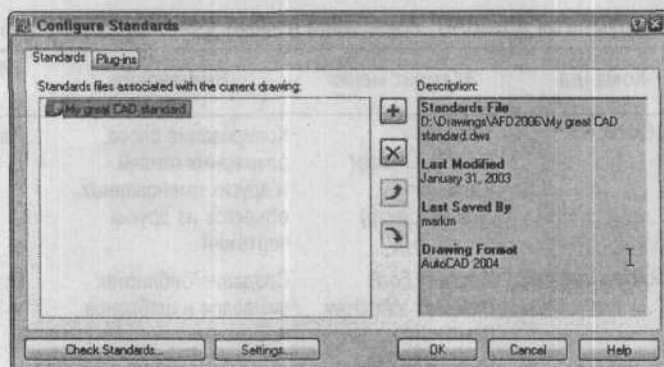 Configure Standards
Standards Plug-ins
Standards files associated with the current drawing:
My great CAD standard
Description:
Standards File
D:\Drawings\AFD2006\My great CAD
standard.dws
Last Modified
January 31, 2003
Last Saved By
markm
Drawing Format
AutoCAD 2004
Check Standards...
Settings...
OK
Cancel
Help